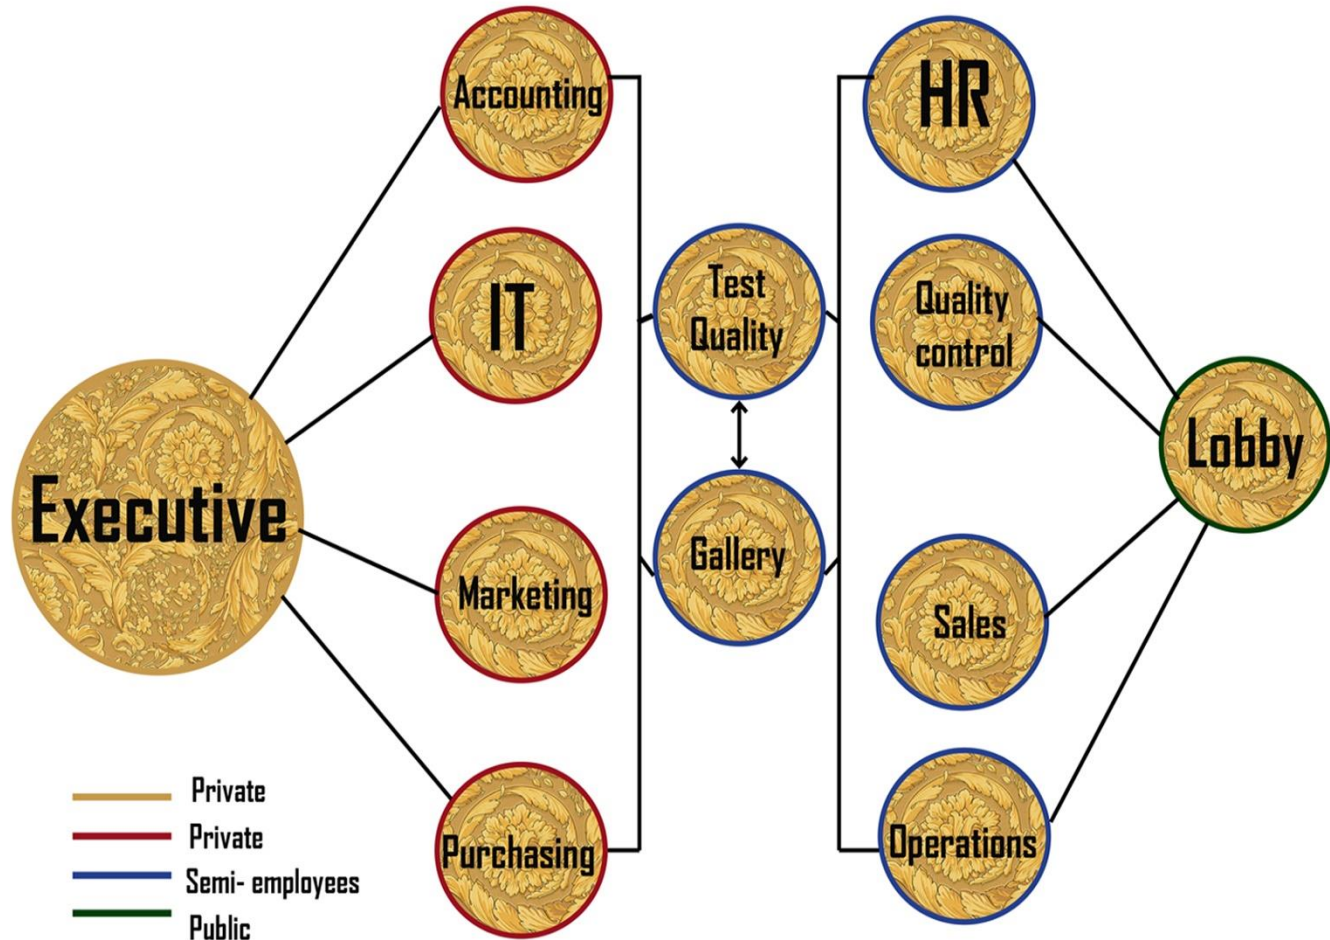 Accounting
HR
IT
Test
Quality
Quality
control
Executive
Lobby
Gallery
Marketing
Sales
Purchasing
Operations
Private
Private
Semi- employees
Public